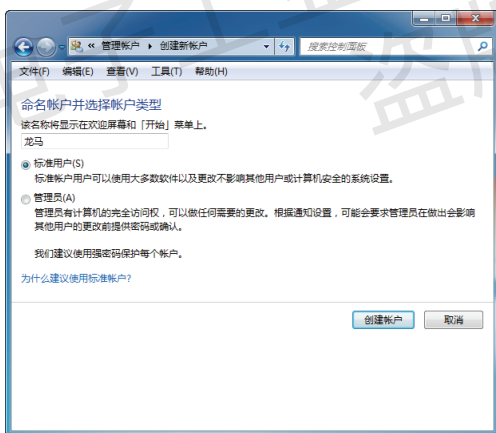 « 管理帐户 ▸ 创建新帐户 搜索控制面板
文件(F) 编辑(E) 查看(V) 工具(T) 帮助(H)
命名帐户并选择帐户类型
该名称将显示在欢迎屏幕和「开始」菜单上。
龙马
标准用户(S)
标准帐户用户可以使用大多数软件以及更改不影响其他用户或计算机安全的系统设置。
管理员(A)
管理员有计算机的完全访问权，可以做任何需要的更改。根据通知设置，可能会要求管理员在做出会影响
其他用户的更改前提供密码或确认。
我们建议使用强密码保护每个帐户。
为什么建议使用标准帐户?
创建帐户 取消